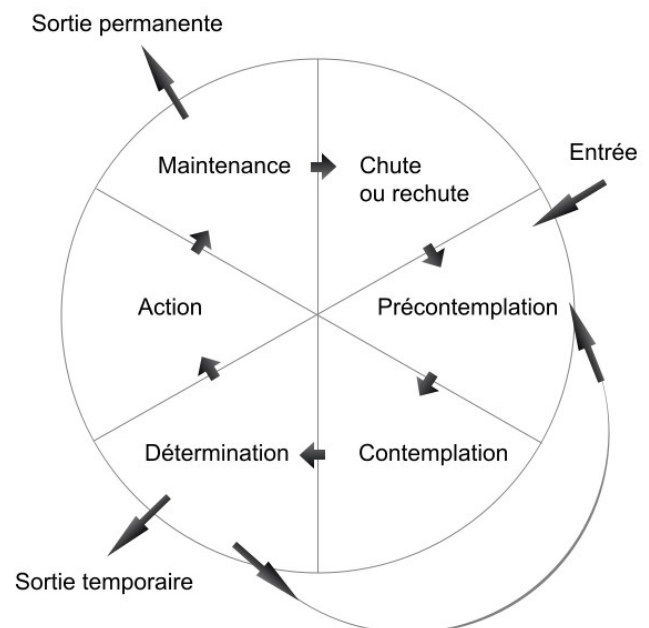 Sortie permanente
Entrée
Maintenance
Chute
ou rechute
Action
Précontemplation
Détermination
Contemplation
Sortie temporaire